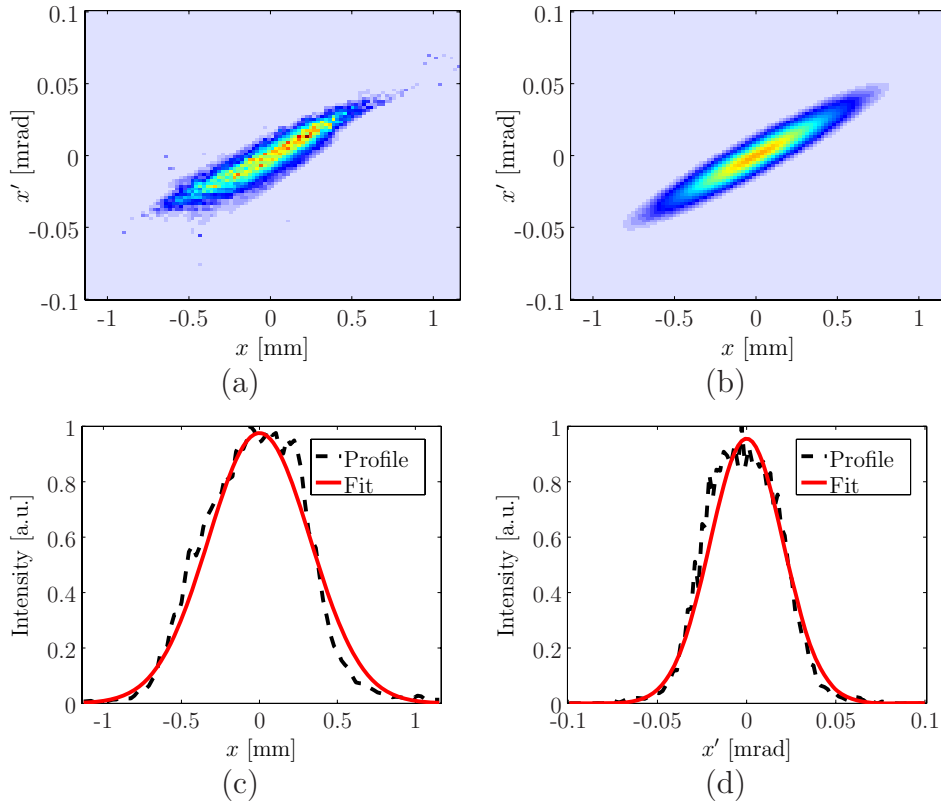 0.1
0.05
0
-0.05
-0.1
x′ [mrad]
-1
-0.5
0
0.5
1
x [mm]
(a)
0.1
0.05
0
-0.05
-0.1
x′ [mrad]
-1
-0.5
0
0.5
1
x [mm]
(b)
1
0.8
0.6
0.4
0.2
0
Intensity [a.u.]
Profile
Fit
-1
-0.5
0
0.5
1
x [mm]
(c)
1
0.8
0.6
0.4
0.2
0
Intensity [a.u.]
Profile
Fit
-0.1
-0.05
0
0.05
0.1
x′ [mrad]
(d)